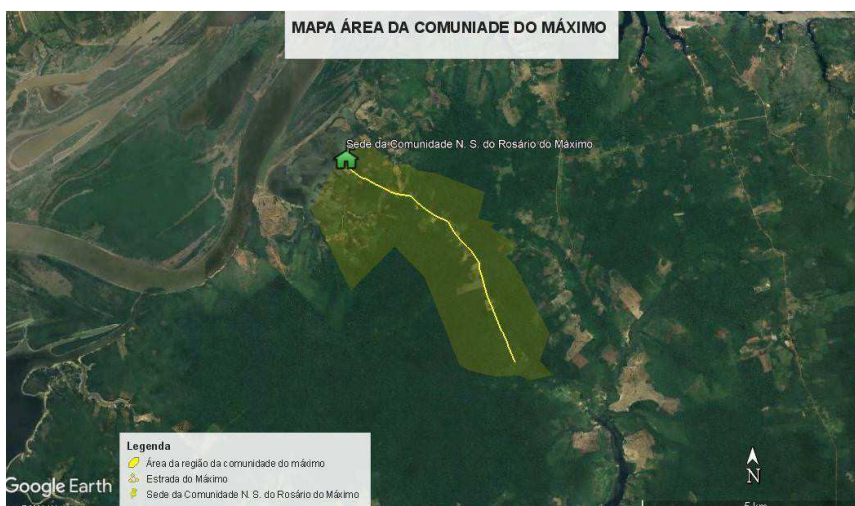 MAPA ÁREA DA COMUNIADE DO MÁXIMO
Sede da Comunidade N. S. do Rosário do Máximo
Legenda
Área da região da comunidade do máximo
Estrada do Máximo
Sede da Comunidade N. S. do Rosário do Máximo
Google Earth
N
5 km